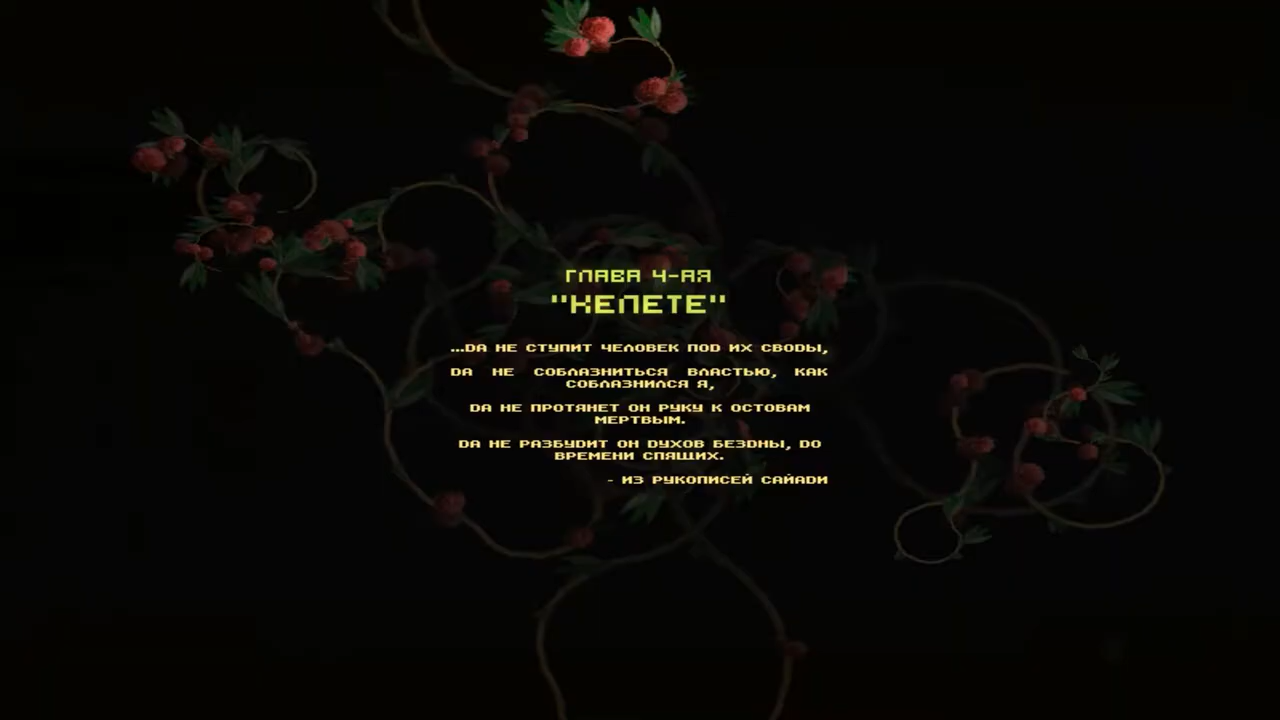 ГЛАВА 4-АЯ
"КЕЛЕТЕ"
...ДА НЕ СТУПИТ ЧЕЛОВЕК ПОД ИХ СВОДЫ,
ДА НЕ СОБЛАЗНИТЬСЯ ВЛАСТЬЮ, КАК
СОБЛАЗНИЛСЯ Я,
ДА НЕ ПРОТЯНЕТ ОН РУКУ К ОСТОВАМ
МЕРТВЫМ.
ДА НЕ РАЗБУДИТ ОН ДУХОВ БЕЗДНЫ, ДО
ВРЕМЕНИ СПЯЩИХ.
- ИЗ РУКОПИСЕЙ САЙАДИ